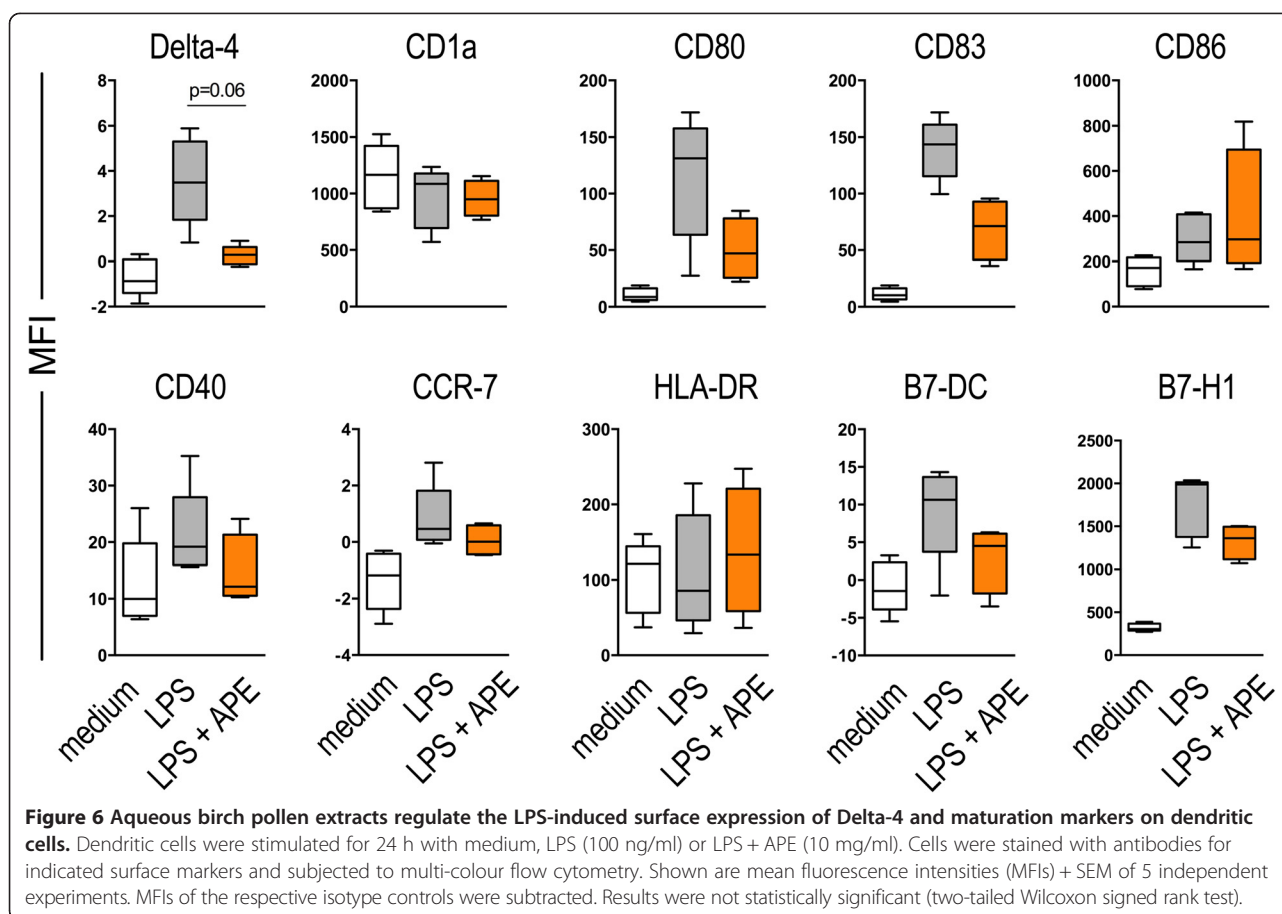 Delta-4 CD1a CD80 CD83 CD86
p=0.06
8 2000 200 200 1000
6 1500 150 150 800
4 1000 100 100 600
2 500 50 50 400
0 0 0 0 200
-2 0
MFI
CD40 CCR-7 HLA-DR B7-DC B7-H1
40 4 300 20 2500
30 2 200 15 2000
20 0 100 10 1500
10 -2 0 5 1000
0 -4 0 500
-5 0
-10
medium LPS LPS + APE medium LPS LPS + APE medium LPS LPS + APE medium LPS LPS + APE medium LPS LPS + APE
Figure 6 Aqueous birch pollen extracts regulate the LPS-induced surface expression of Delta-4 and maturation markers on dendritic
cells. Dendritic cells were stimulated for 24 h with medium, LPS (100 ng/ml) or LPS + APE (10 mg/ml). Cells were stained with antibodies for
indicated surface markers and subjected to multi-colour flow cytometry. Shown are mean fluorescence intensities (MFIs) + SEM of 5 independent
experiments. MFIs of the respective isotype controls were subtracted. Results were not statistically significant (two-tailed Wilcoxon signed rank test).